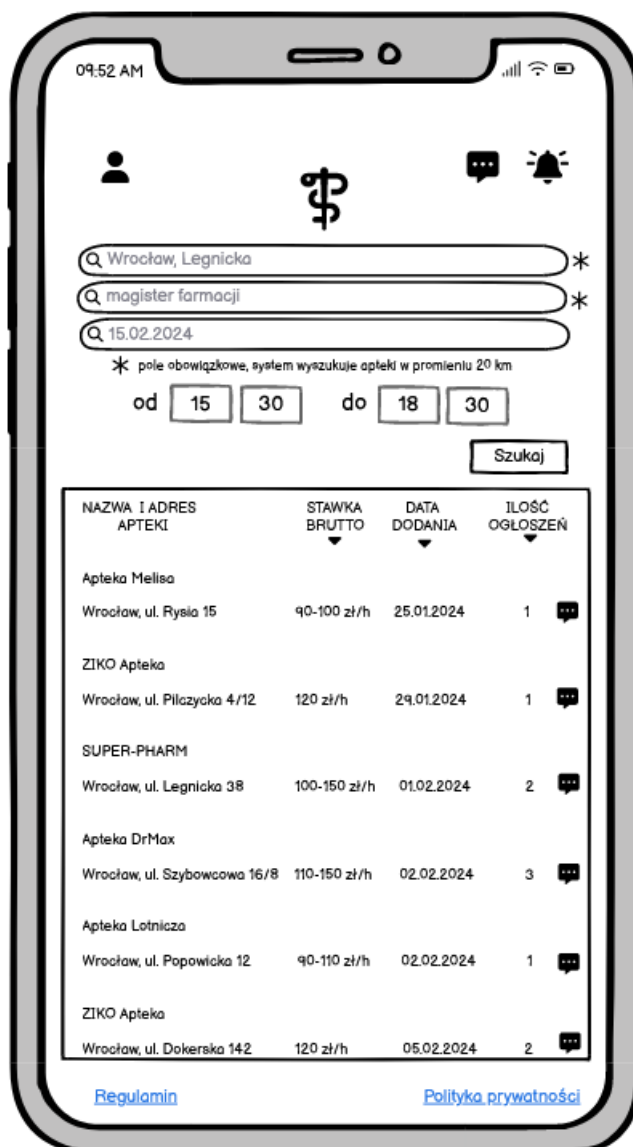 09:52 AM
Wrocław, Legnicka *
magister farmacji *
15.02.2024
* pole obowiązkowe, system wyszukuje apteki w promieniu 20 km
od 15 30 do 18 30
Szukaj
NAZWA I ADRES APTEKI
STAWKA BRUTTO
DATA DODANIA
ILOŚĆ OGŁOSZEŃ
Apteka Melisa
Wrocław, ul. Rysia 15 90-100 zł/h 25.01.2024 1
ZIKO Apteka
Wrocław, ul. Pilczycka 4/12 120 zł/h 29.01.2024 1
SUPER-PHARM
Wrocław, ul. Legnicka 38 100-150 zł/h 01.02.2024 2
Apteka DrMax
Wrocław, ul. Szybowcowa 16/8 110-150 zł/h 02.02.2024 3
Apteka Lotnicza
Wrocław, ul. Popowicka 12 90-110 zł/h 02.02.2024 1
ZIKO Apteka
Wrocław, ul. Dokerska 142 120 zł/h 05.02.2024 2
Regulamin Polityka prywatności